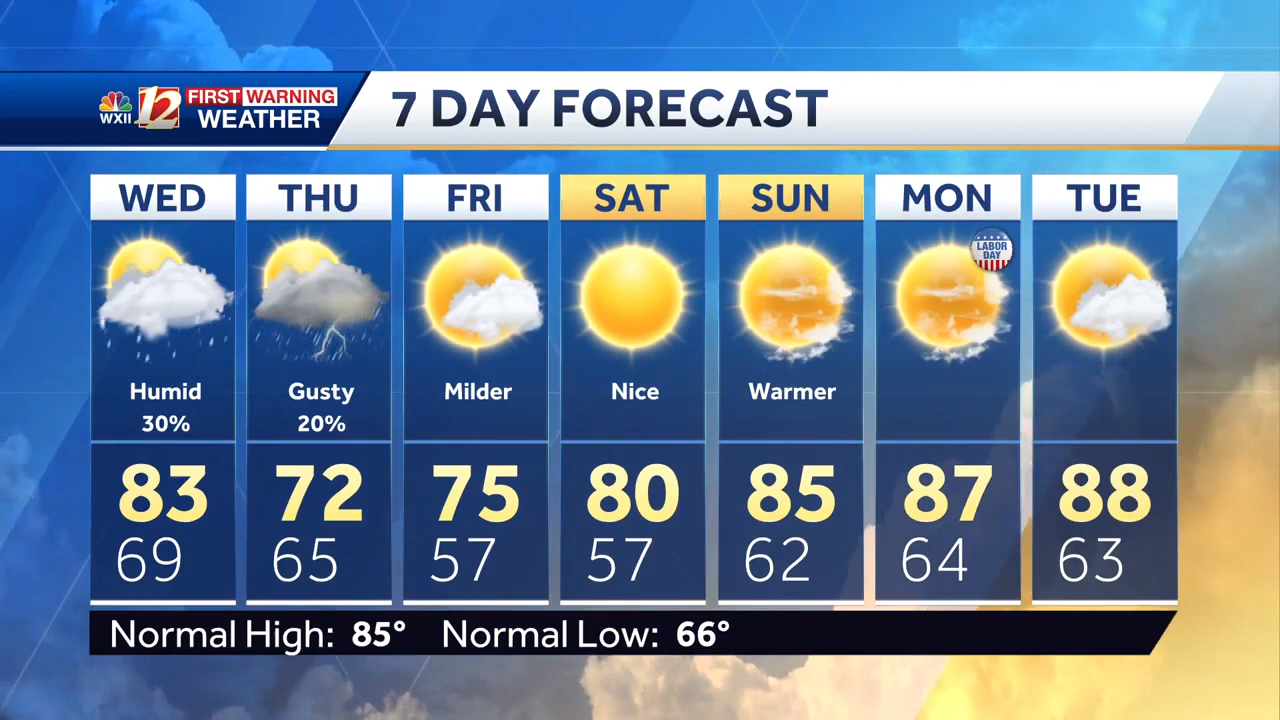 WXII 12 FIRST WARNING
WEATHER
7 DAY FORECAST
WED THU FRI SAT SUN MON TUE
LABOR
DAY
Humid Gusty Milder Nice Warmer
30% 20%
83 72 75 80 85 87 88
69 65 57 57 62 64 63
Normal High: 85° Normal Low: 66°